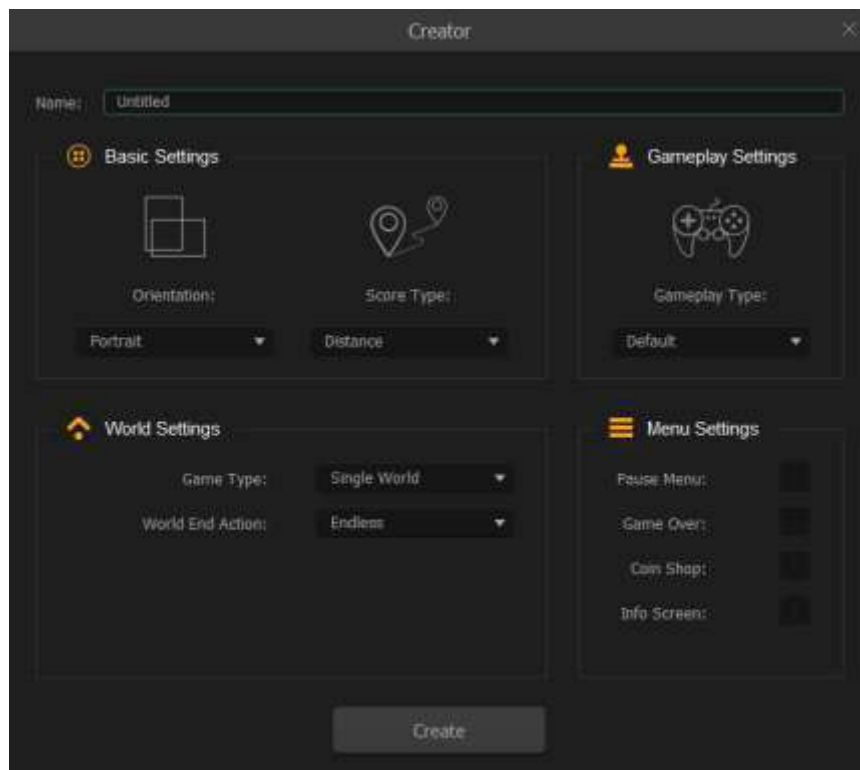 Creator
Name: Untitled
Basic Settings
Gameplay Settings
Orientation: Score Type: Gameplay Type:
Portrait Distance Default
World Settings
Menu Settings
Game Type: Single World
World End Action: Endless
Pause Menu:
Game Over:
Coin Shop:
Info Screen:
Create